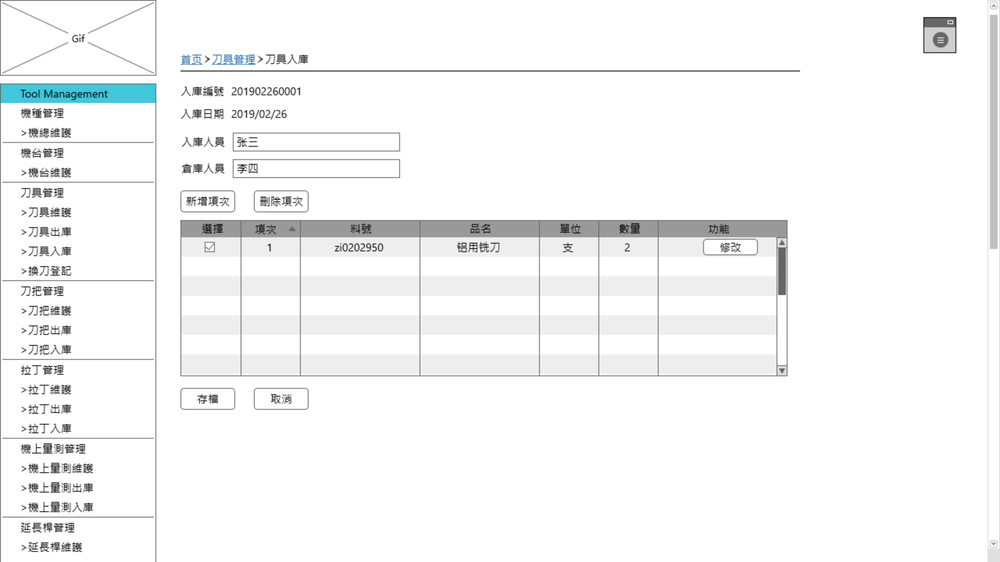 Gif
Tool Management
機種管理
>機總維護
機台管理
>機台維護
刀具管理
>刀具維護
>刀具出庫
>刀具入庫
>換刀登記
刀把管理
>刀把維護
>刀把出庫
>刀把入庫
拉丁管理
>拉丁維護
>拉丁出庫
>拉丁入庫
機上量測管理
>機上量測維護
>機上量測出庫
>機上量測入庫
延長桿管理
>延長桿維護
首页>刀具管理>刀具入庫
入庫編號 201902260001
入庫日期 2019/02/26
入庫人員 张三
倉庫人員 李四
新增項次 刪除項次
選擇 項次 料號 品名 單位 數量 功能
1 zi0202950 铝用铣刀 支 2 修改
存檔 取消